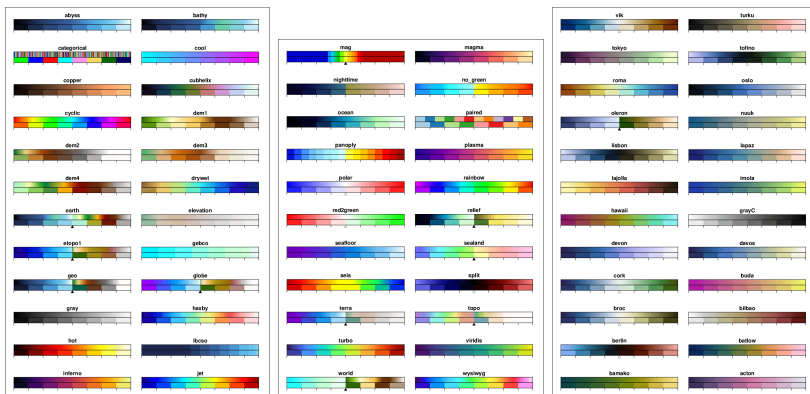 abyss bathy
categorical cool
copper cubhelix
cyclic dem1
dem2 dem3
dem4 drywet
earth elevation
etopo1 gebco
geo globe
gray haxby
hot ibcso
inferno jet
mag magma
nighttime no_green
ocean paired
panoply plasma
polar rainbow
red2green relief
seafloor sealand
seis split
terra topo
turbo viridis
world wysiwyg
vik turku
tokyo tofino
roma oslo
oleron nuuk
lisbon lapaz
lajolla imola
hawaii grayC
devon davos
cork buda
broc bilbao
berlin batlow
bamako acton